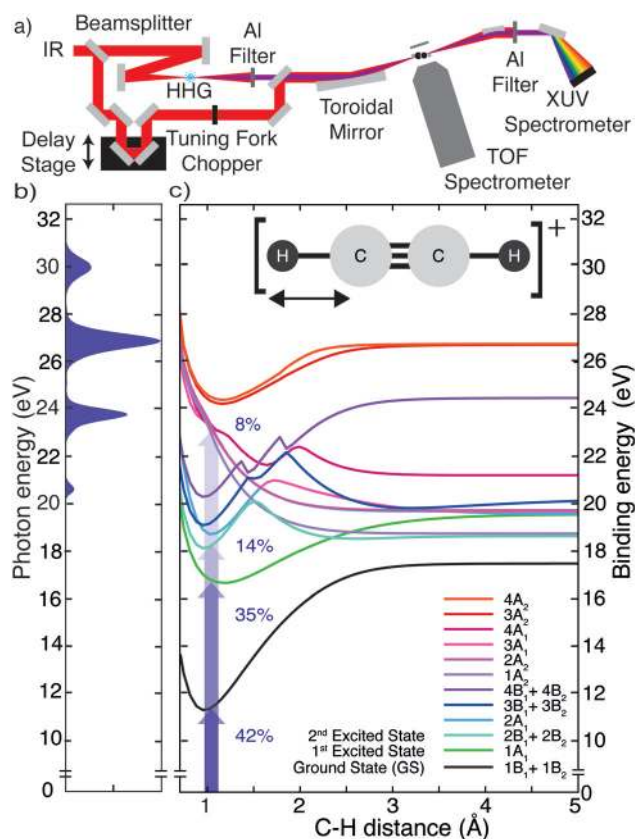 a)
IR
Beamsplitter
HHG
Al
Filter
Delay
Stage
Tuning Fork
Chopper
Toroidal
Mirror
TOF
Spectrometer
Al
Filter
XUV
Spectrometer
b)
Photon energy (eV)
32
30
28
26
24
22
20
18
16
14
12
10
0
c)
H
C
C
H
+
8%
14%
35%
42%
4A₂
3A₂
4A₁
3A₁
2A₂
1A₂
4B₁+ 4B₂
3B₁+ 3B₂
2A₁
2nd Excited State 2B₁+ 2B₂
1st Excited State 1A₁
Ground State (GS) 1B₁+ 1B₂
32
30
28
26
24
22
20
18
16
14
12
10
0
Binding energy (eV)
1 2 3 4 5
C-H distance (Å)